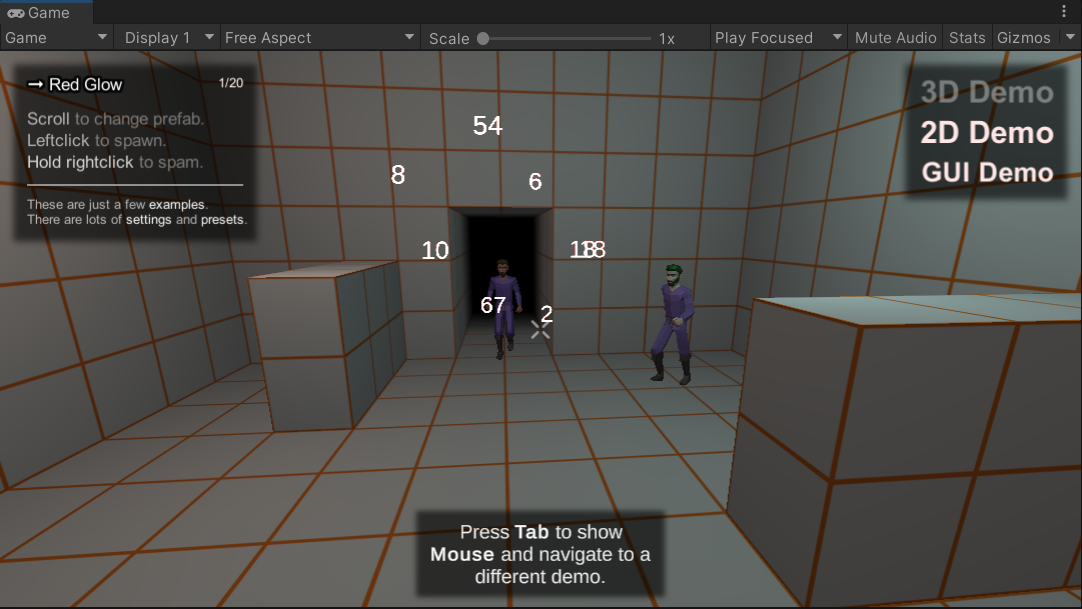 Game
Game
Display 1
Free Aspect
Scale
1x
Play Focused
Mute Audio
Stats
Gizmos
→ Red Glow
1/20
Scroll to change prefab.
Leftclick to spawn.
Hold rightclick to spam.
These are just a few examples.
There are lots of settings and presets.
3D Demo
2D Demo
GUI Demo
54
8
6
10
18
67
2
Press Tab to show
Mouse and navigate to a
different demo.